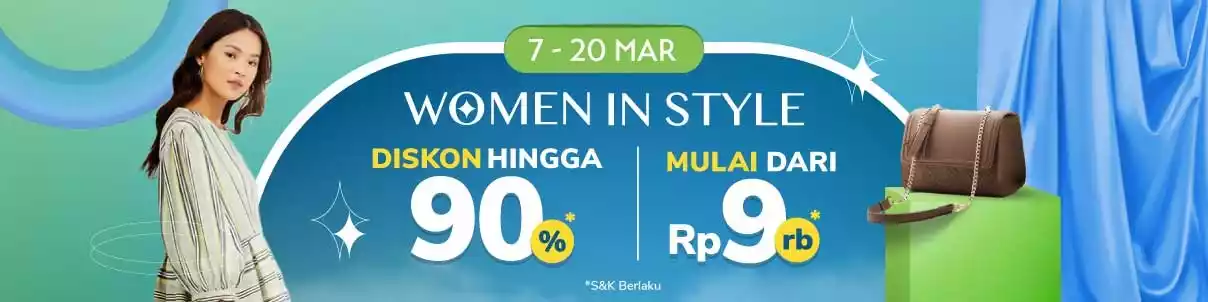 7 - 20 MAR
WOMEN IN STYLE
DISKON HINGGA
90%*
MULAI DARI
Rp9rb*
*S&K Berlaku